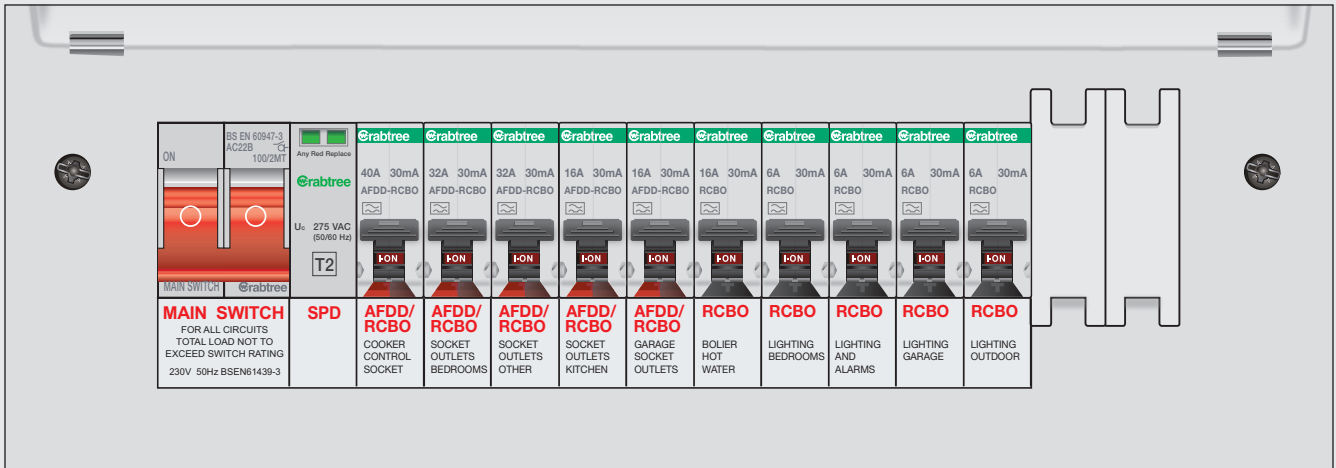 ON
BS EN 60947-3
AC22B
100/2MT
MAIN SWITCH
Crabtree
Any Red Replace
Crabtree
Uc 275 VAC
(50/60 Hz)
T2
Crabtree
40A 30mA
AFDD-RCBO
I-ON
Crabtree
32A 30mA
AFDD-RCBO
I-ON
Crabtree
32A 30mA
AFDD-RCBO
I-ON
Crabtree
16A 30mA
AFDD-RCBO
I-ON
Crabtree
16A 30mA
AFDD-RCBO
I-ON
Crabtree
16A 30mA
RCBO
I-ON
Crabtree
6A 30mA
RCBO
I-ON
Crabtree
6A 30mA
RCBO
I-ON
Crabtree
6A 30mA
RCBO
I-ON
Crabtree
6A 30mA
RCBO
I-ON
MAIN SWITCH
FOR ALL CIRCUITS
TOTAL LOAD NOT TO
EXCEED SWITCH RATING
230V 50Hz BSEN61439-3
SPD
AFDD/
RCBO
COOKER
CONTROL
SOCKET
AFDD/
RCBO
SOCKET
OUTLETS
BEDROOMS
AFDD/
RCBO
SOCKET
OUTLETS
OTHER
AFDD/
RCBO
SOCKET
OUTLETS
KITCHEN
AFDD/
RCBO
GARAGE
SOCKET
OUTLETS
RCBO
BOLIER
HOT
WATER
RCBO
LIGHTING
BEDROOMS
RCBO
LIGHTING
AND
ALARMS
RCBO
LIGHTING
GARAGE
RCBO
LIGHTING
OUTDOOR